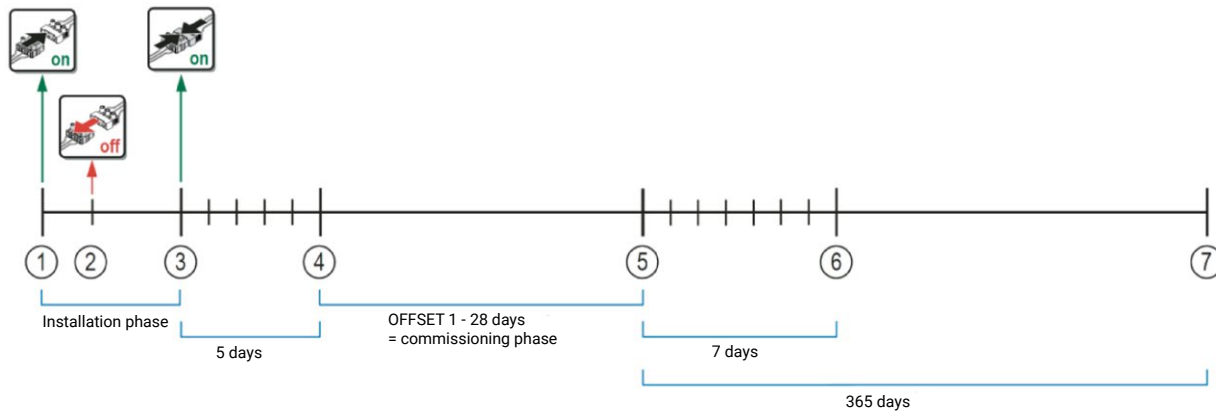 on
on
off
1 2 3 4 5 6 7
Installation phase
5 days
OFFSET 1 - 28 days
= commissioning phase
7 days
365 days